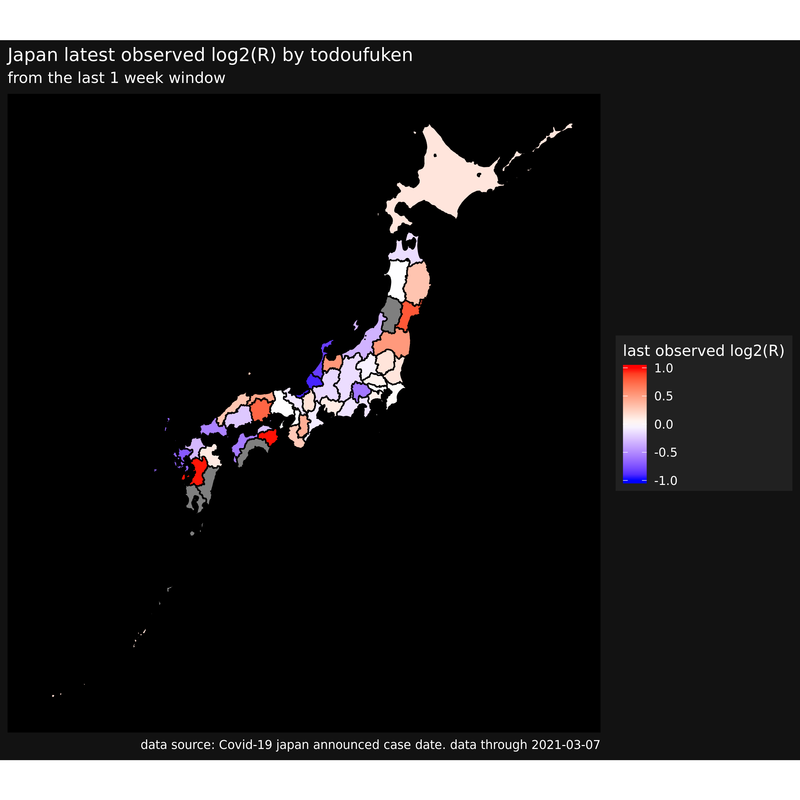 Japan latest observed log2(R) by todoufuken
from the last 1 week window
last observed log2(R)
1.0
0.5
0.0
-0.5
-1.0
data source: Covid-19 japan announced case date. data through 2021-03-07